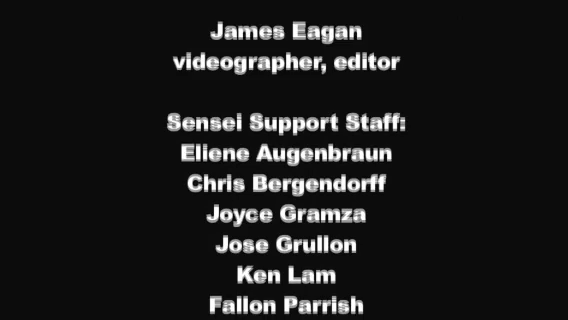 James Eagan
videographer, editor
Sensei Support Staff:
Eliene Augenbraun
Chris Bergendorff
Joyce Gramza
Jose Grullon
Ken Lam
Fallon Parrish